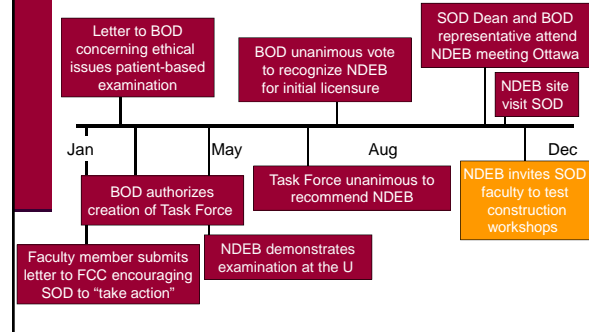 Letter to BOD
concerning ethical
issues patient-based
examination
BOD unanimous vote
to recognize NDEB
for initial licensure
SOD Dean and BOD
representative attend
NDEB meeting Ottawa
NDEB site
visit SOD
Jan
May
Aug
Dec
BOD authorizes
creation of Task Force
Task Force unanimous to
recommend NDEB
NDEB invites SOD
faculty to test
construction
workshops
Faculty member submits
letter to FCC encouraging
SOD to “take action”
NDEB demonstrates
examination at the U